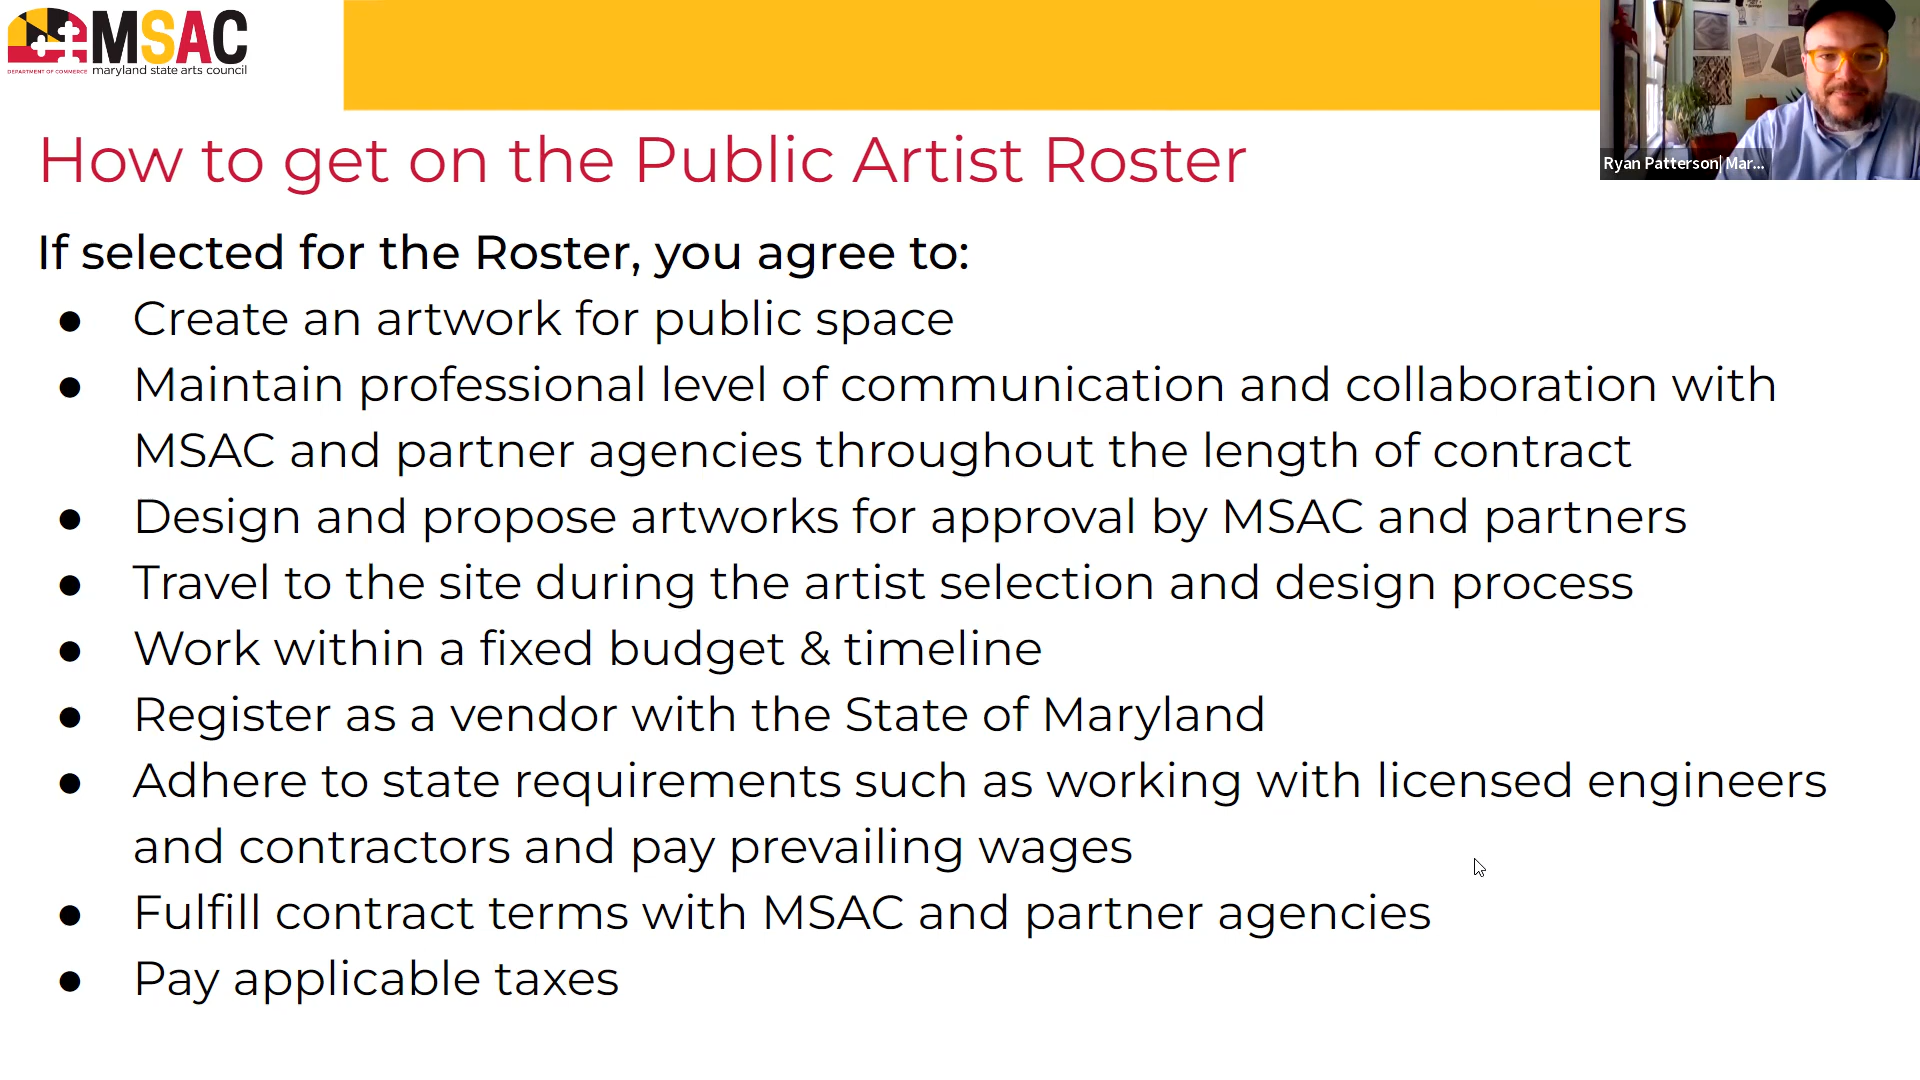 MSAC
DEPARTMENT OF COMMERCE
maryland state arts council
Ryan Patterson| Mar...
How to get on the Public Artist Roster
If selected for the Roster, you agree to:
● Create an artwork for public space
● Maintain professional level of communication and collaboration with
MSAC and partner agencies throughout the length of contract
● Design and propose artworks for approval by MSAC and partners
● Travel to the site during the artist selection and design process
● Work within a fixed budget & timeline
● Register as a vendor with the State of Maryland
● Adhere to state requirements such as working with licensed engineers
and contractors and pay prevailing wages
● Fulfill contract terms with MSAC and partner agencies
● Pay applicable taxes